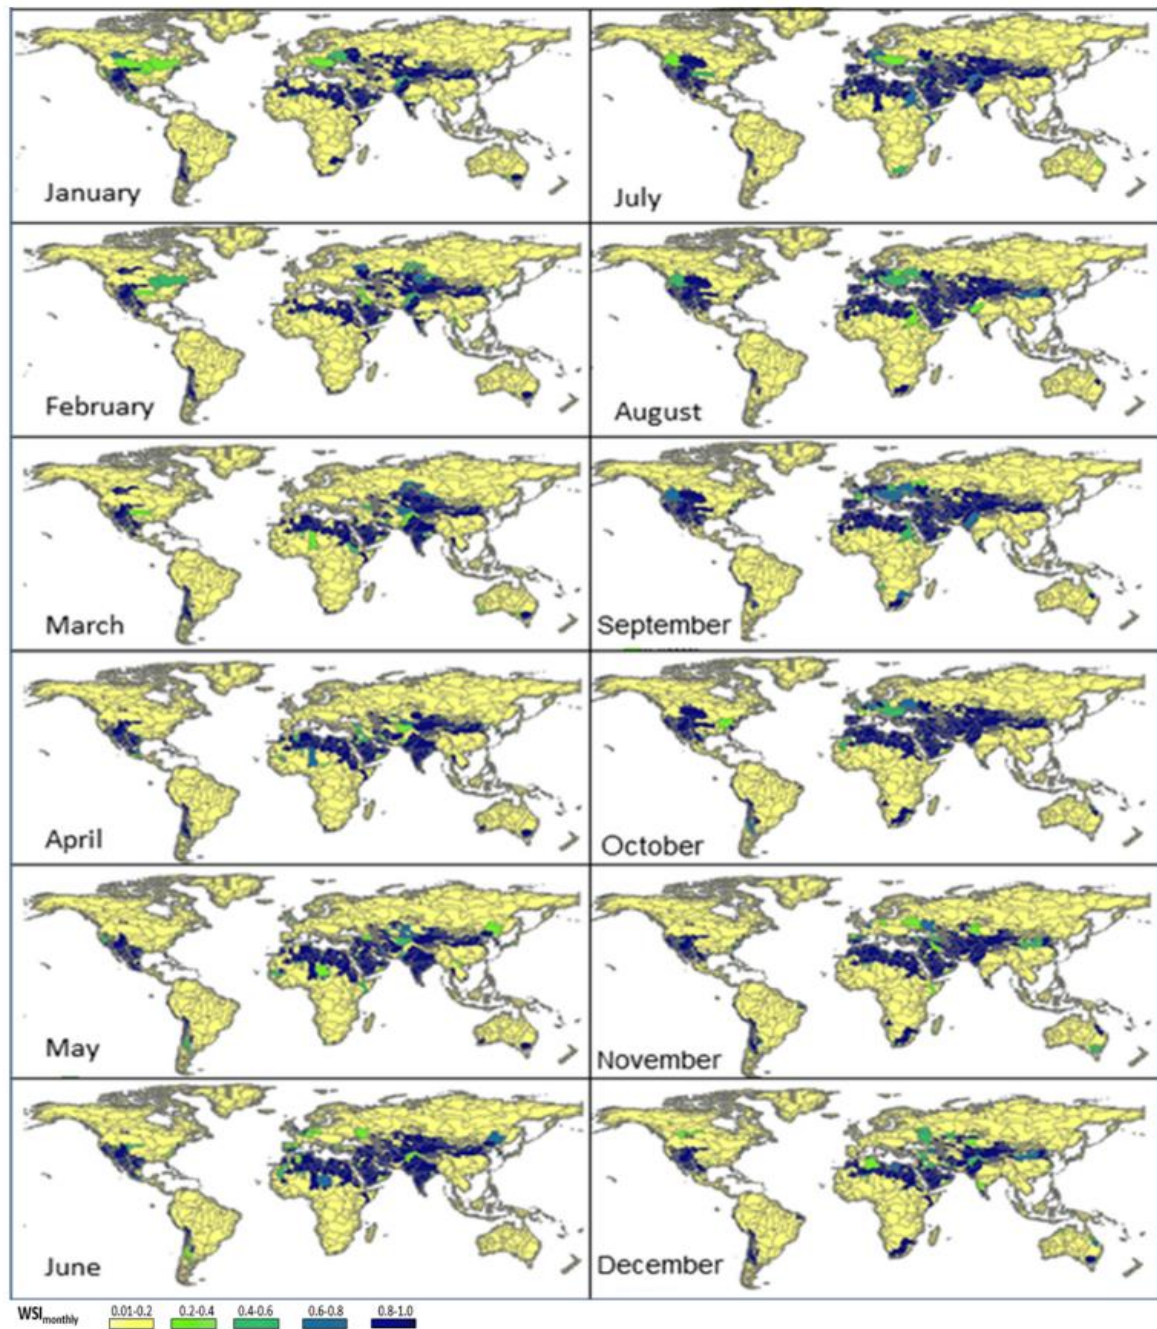 January
July
February
August
March
September
April
October
May
November
June
December
WSImonthly 0.01-0.2 0.2-0.4 0.4-0.6 0.6-0.8 0.8-1.0